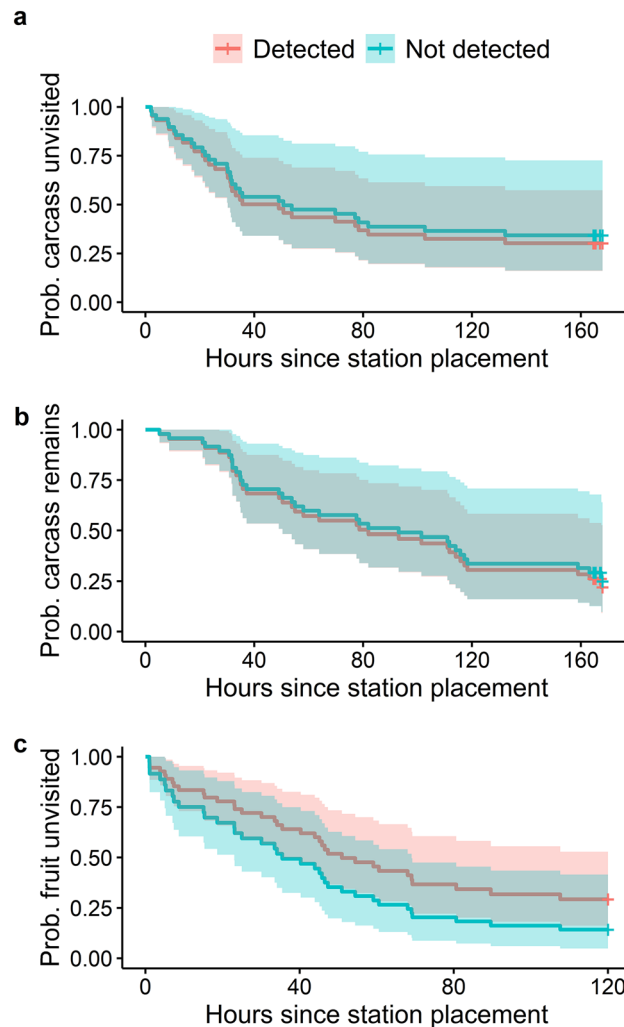 a
Detected Not detected
Prob. carcass unvisited
1.00
0.75
0.50
0.25
0.00
0 40 80 120 160
Hours since station placement
b
Prob. carcass remains
1.00
0.75
0.50
0.25
0.00
0 40 80 120 160
Hours since station placement
c
Prob. fruit unvisited
1.00
0.75
0.50
0.25
0.00
0 40 80 120
Hours since station placement